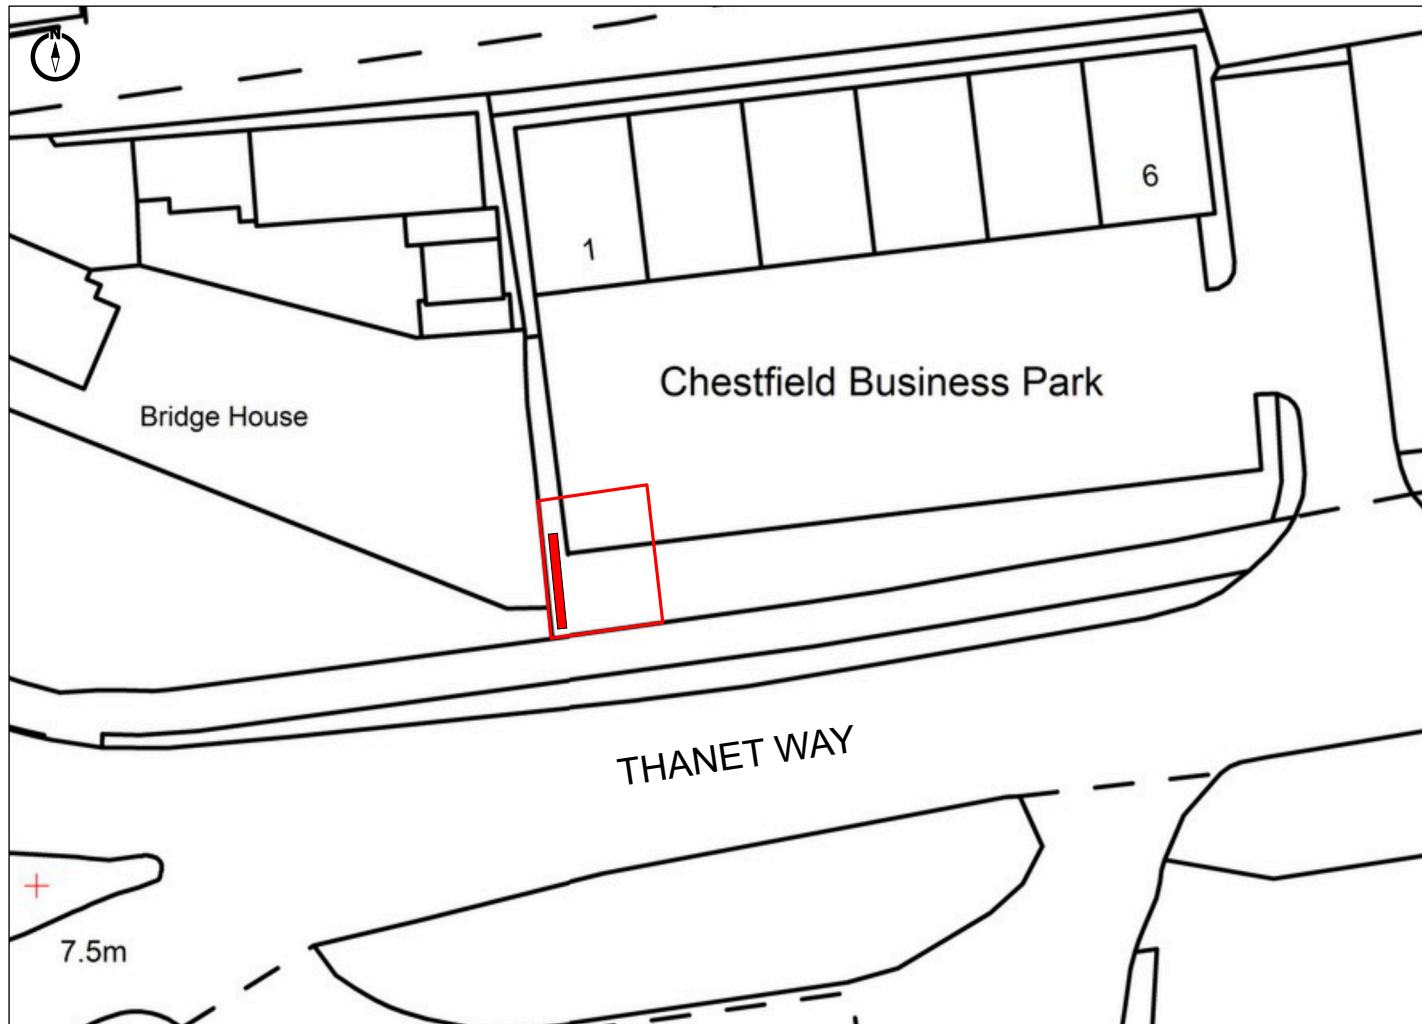 N
6
1
Chestfield Business Park
Bridge House
THANET WAY
7.5m